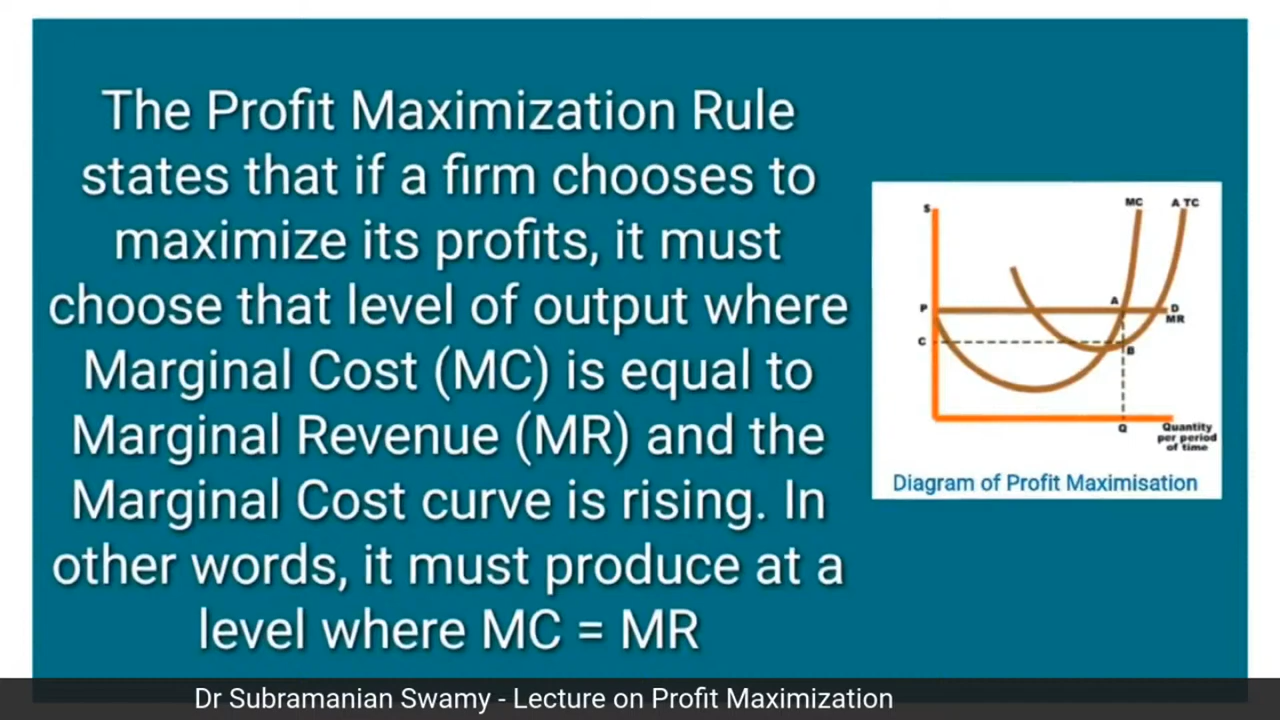 The Profit Maximization Rule
states that if a firm chooses to
maximize its profits, it must
choose that level of output where
Marginal Cost (MC) is equal to
Marginal Revenue (MR) and the
Marginal Cost curve is rising. In
other words, it must produce at a
level where MC = MR
MC
A TC
S
P
A
D
MR
C
B
Q
Quantity
per period
of time
Diagram of Profit Maximisation
Dr Subramanian Swamy - Lecture on Profit Maximization